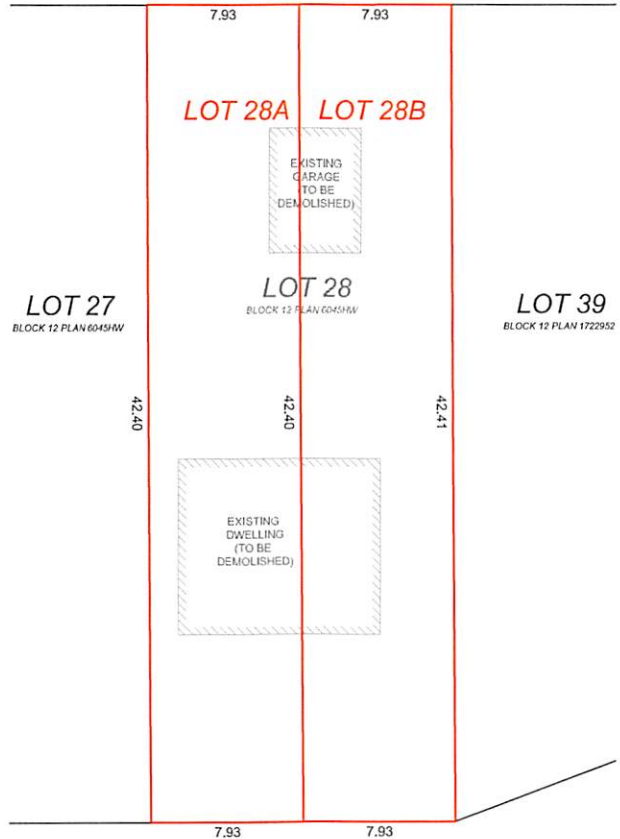 7.93
7.93
LOT 28A
LOT 28B
EXISTING
GARAGE
(TO BE
DEMOLISHED)
LOT 27
BLOCK 12 PLAN 6045HW
LOT 28
BLOCK 12 PLAN 6045HW
LOT 39
BLOCK 12 PLAN 1722952
42.40
42.40
42.41
EXISTING
DWELLING
(TO BE
DEMOLISHED)
7.93
7.93